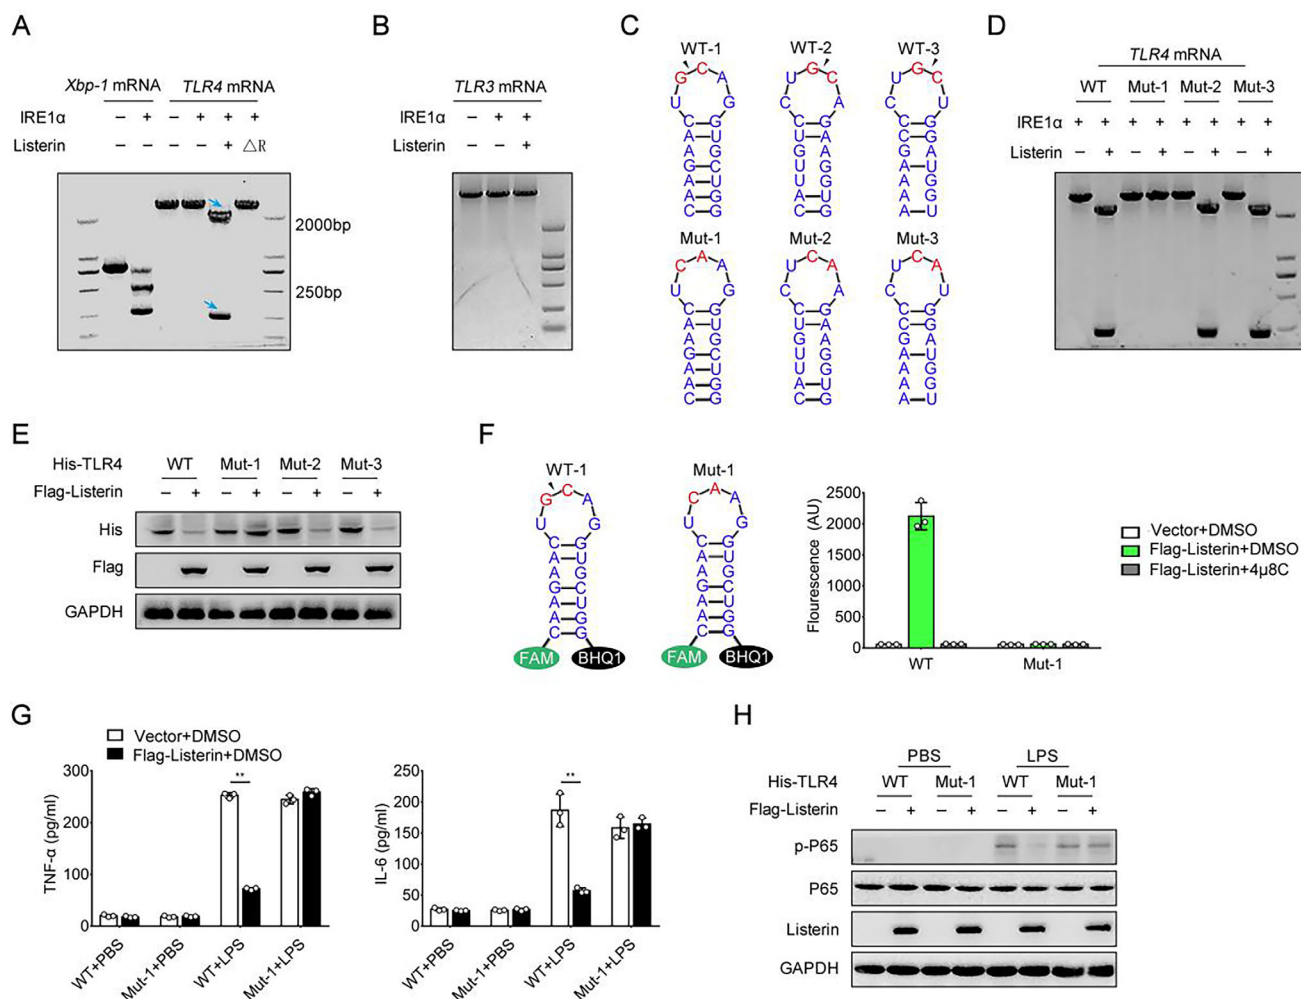 A
Xbp-1 mRNA TLR4 mRNA
IRE1α – + – + + +
Listerin + △R
2000bp
250bp
B
TLR3 mRNA
IRE1α – + +
Listerin – – +
C
WT-1 WT-2 WT-3
Mut-1 Mut-2 Mut-3
D
TLR4 mRNA
WT Mut-1 Mut-2 Mut-3
IRE1α + + + + + + + +
Listerin + + + +
E
His-TLR4 WT Mut-1 Mut-2 Mut-3
Flag-Listerin – + – + – + – +
His
Flag
GAPDH
F
WT-1 Mut-1
FAM BHQ1 FAM BHQ1
Flourescence (AU)
2500
2000
1500
1000
500
0
WT Mut-1
Vector+DMSO
Flag-Listerin+DMSO
Flag-Listerin+4μ8C
G
Vector+DMSO
Flag-Listerin+DMSO
TNF-α (pg/ml)
300
200
100
0
**
WT+PBS Mut-1+PBS WT+LPS Mut-1+LPS
IL-6 (pg/ml)
250
200
150
100
50
0
**
WT+PBS Mut-1+PBS WT+LPS Mut-1+LPS
H
PBS LPS
His-TLR4 WT Mut-1 WT Mut-1
Flag-Listerin – + – + – + – +
p-P65
P65
Listerin
GAPDH